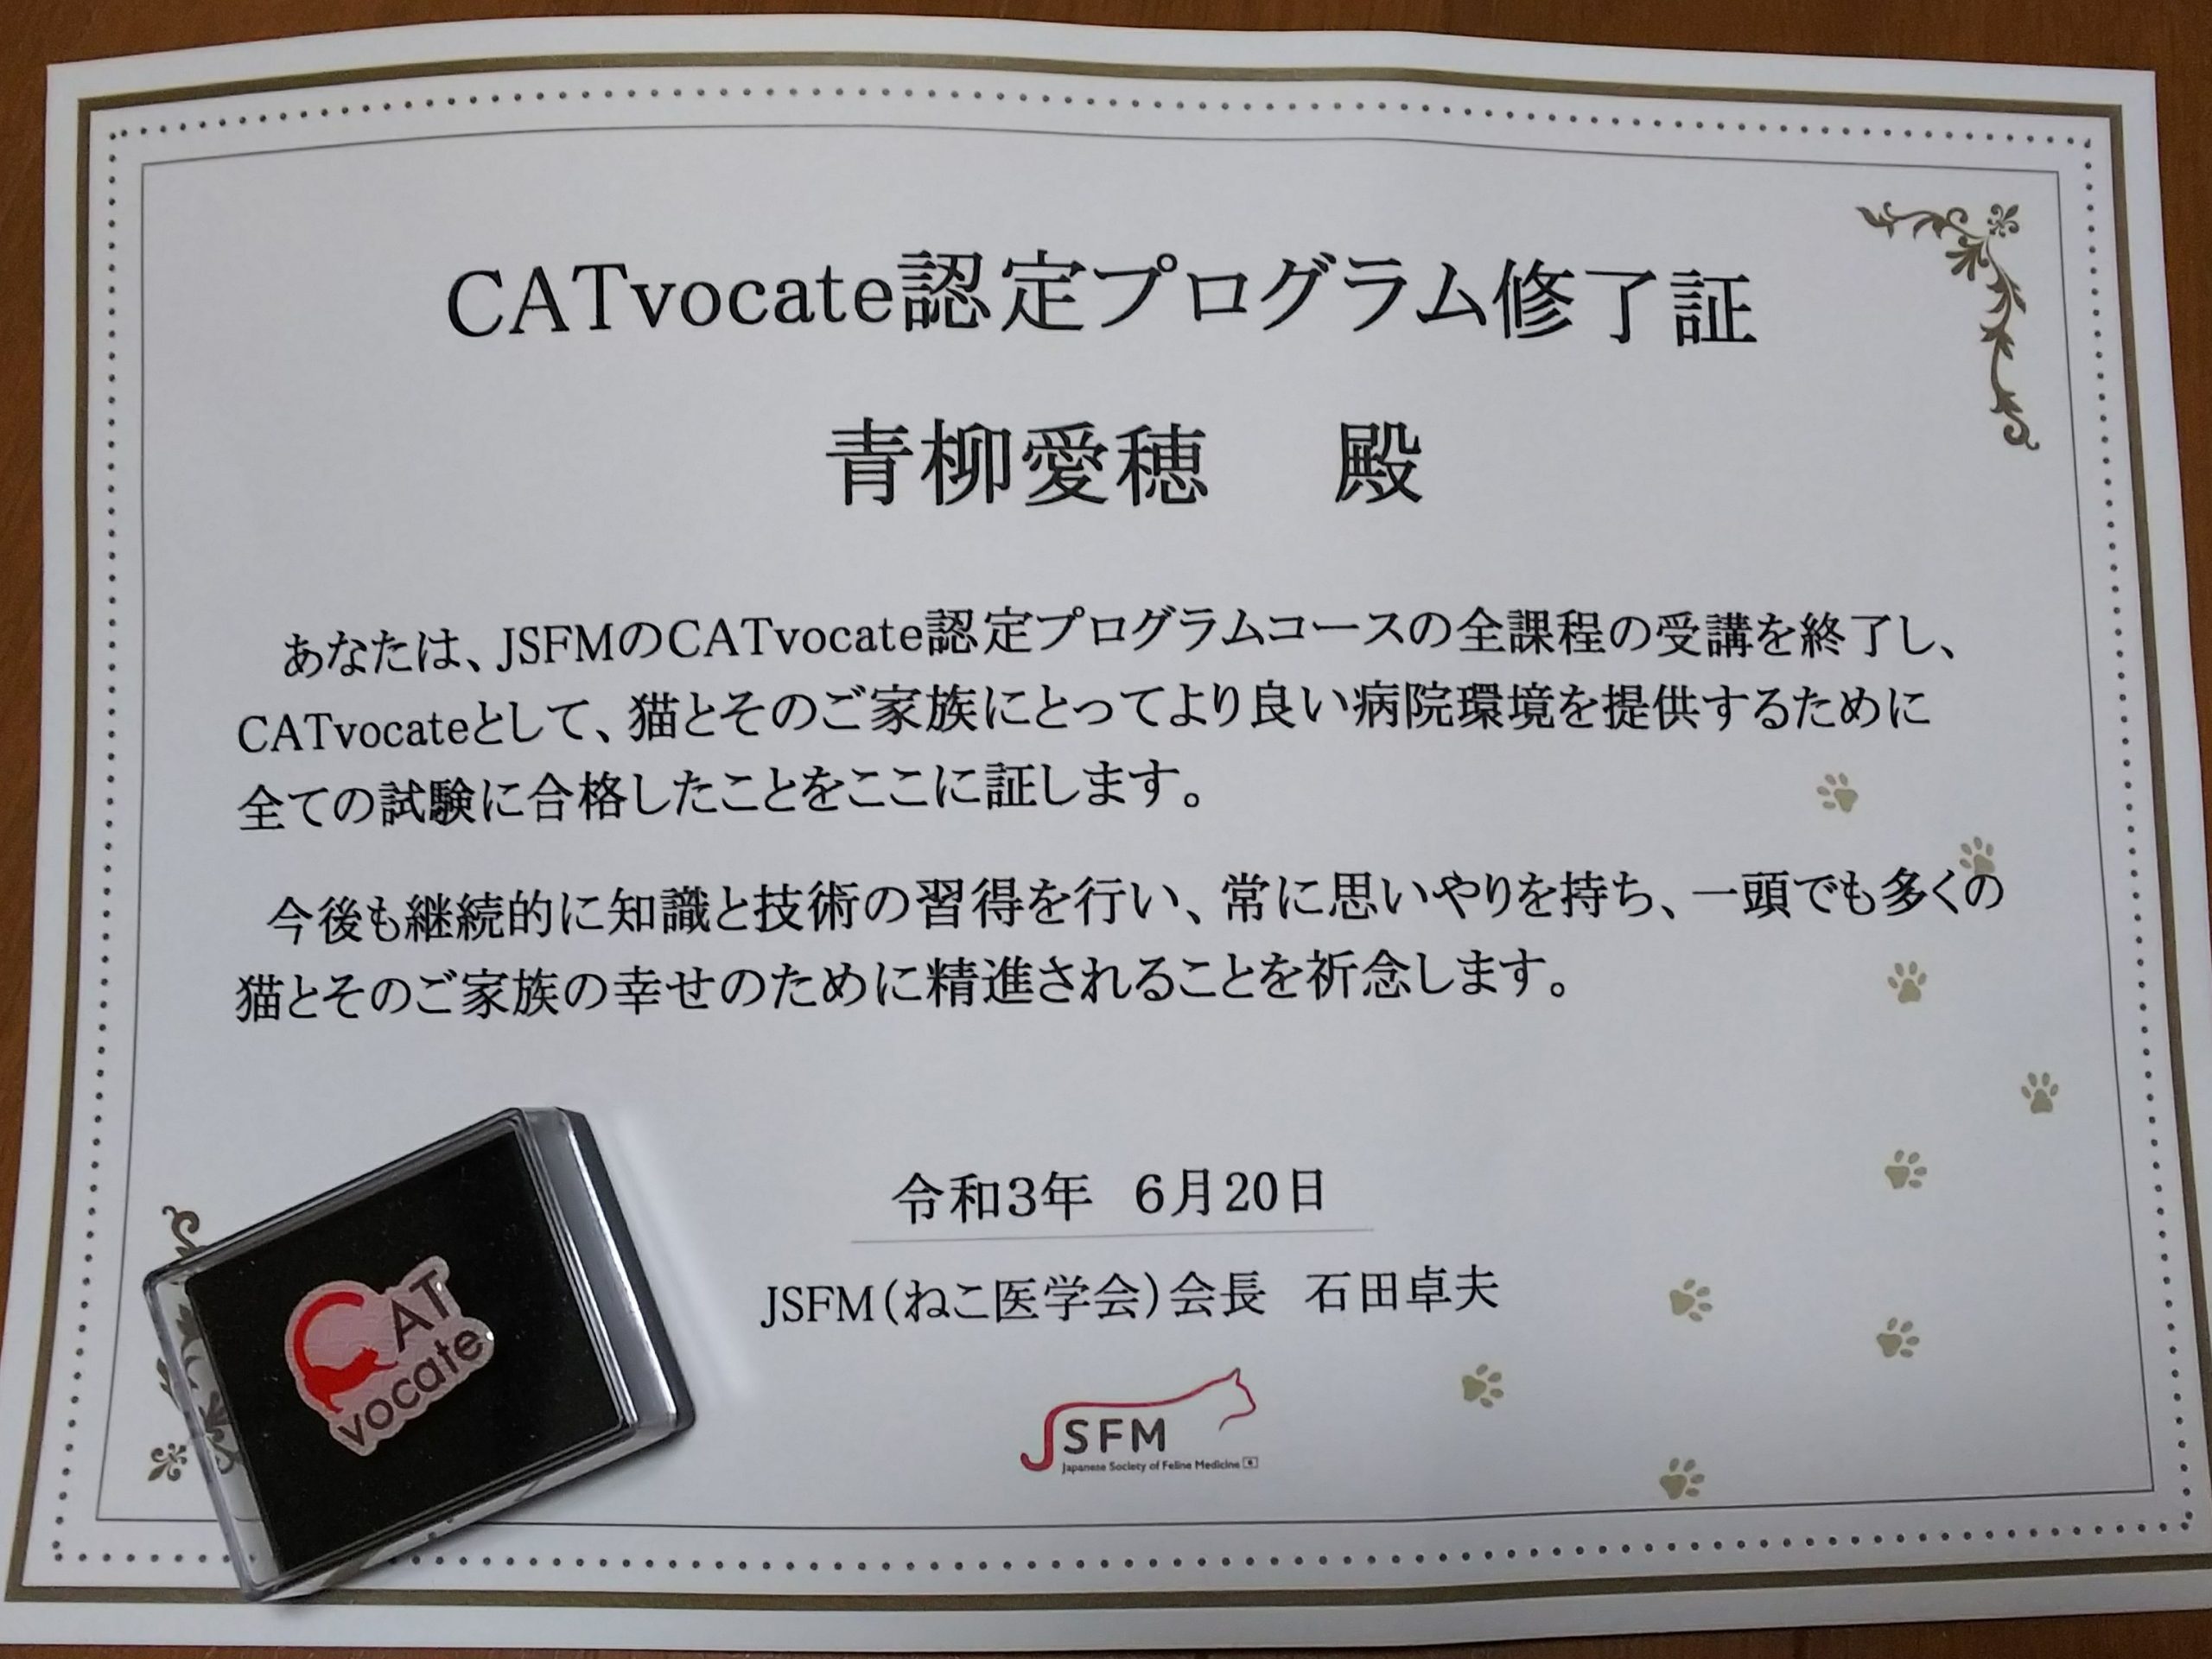 CATvocate認定プログラム修了証
青柳愛穂 殿
あなたは、JSFMのCATvocate認定プログラムコースの全課程の受講を終了し、
CATvocateとして、猫とそのご家族にとってより良い病院環境を提供するために
全ての試験に合格したことをここに証します。
今後も継続的に知識と技術の習得を行い、常に思いやりを持ち、一頭でも多くの
猫とそのご家族の幸せのために精進されることを祈念します。
令和3年 6月20日
JSFM(ねこ医学会)会長 石田卓夫
JSFM
Japanese Society of Feline Medicine
CAT
vocate